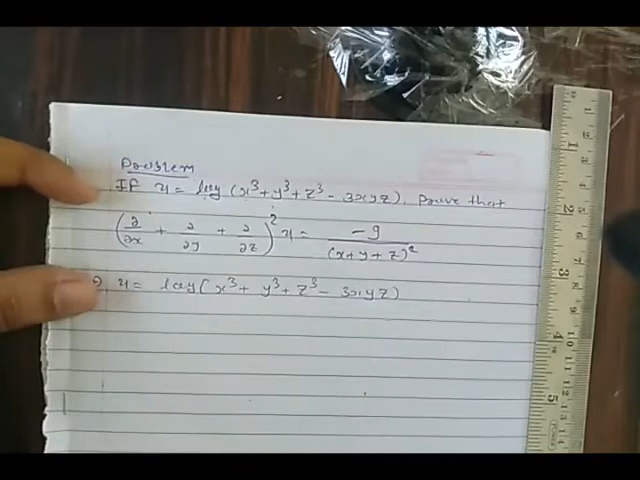 Problem
If u = log (x³+y³+z³-3xyz), Prove that
(∂/∂x + ∂/∂y + ∂/∂z)² u = -9/(x+y+z)²
u = log(x³+y³+z³-3xyz)